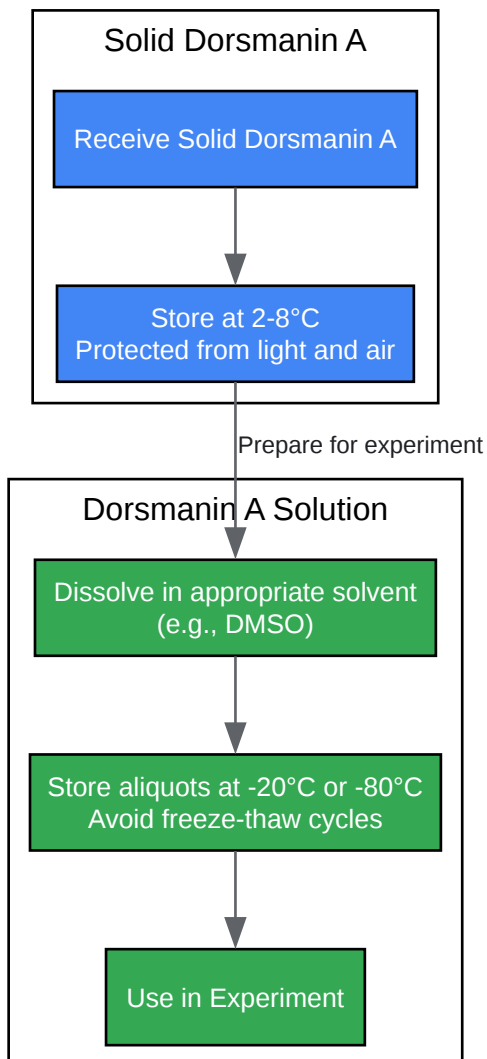 Solid Dorsmanin A
Receive Solid Dorsmanin A
Store at 2-8°C
Protected from light and air
Prepare for experiment
Dorsmanin A Solution
Dissolve in appropriate solvent
(e.g., DMSO)
Store aliquots at -20°C or -80°C
Avoid freeze-thaw cycles
Use in Experiment